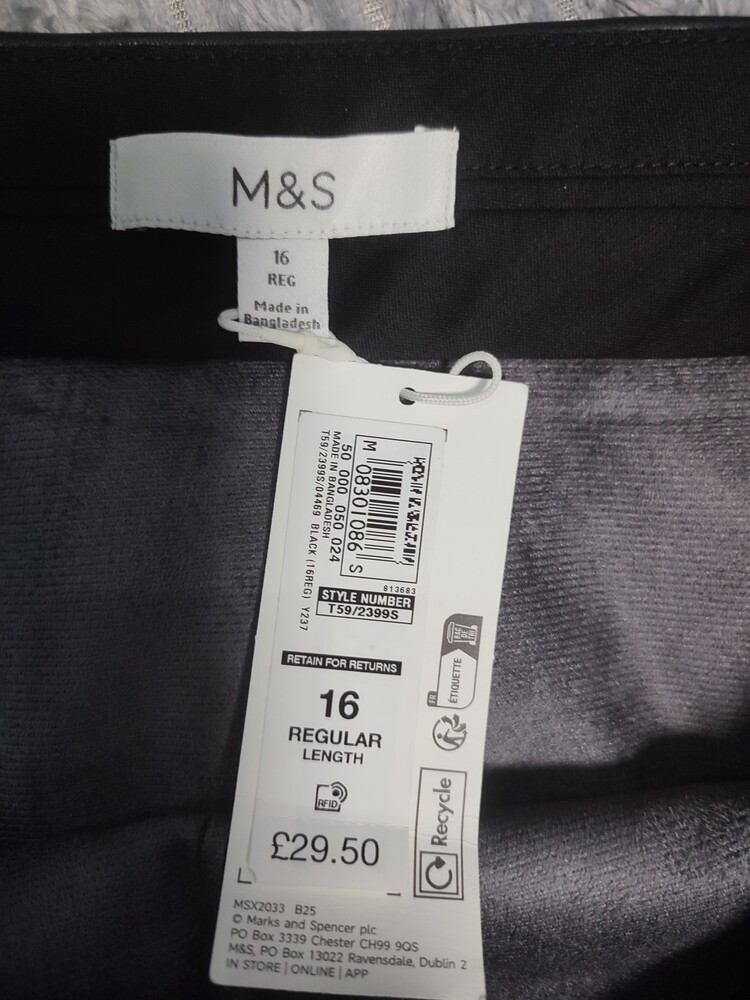 M&S
16
REG
Made in
Bangladesh
M 08301086 S
50 000 050 024
MADE IN BANGLADESH
T59/2399S/04469 BLACK (16REG) Y237
813683
STYLE NUMBER
T59/2399S
RETAIN FOR RETURNS
16
REGULAR
LENGTH
RFID
£29.50
FR
ÉTIQUETTE
BAC
DE
TRI
Recycle
MSX2033 B25
© Marks and Spencer plc
PO Box 3339 Chester CH99 9QS
M&S, PO Box 13022 Ravensdale, Dublin 2
IN STORE | ONLINE | APP